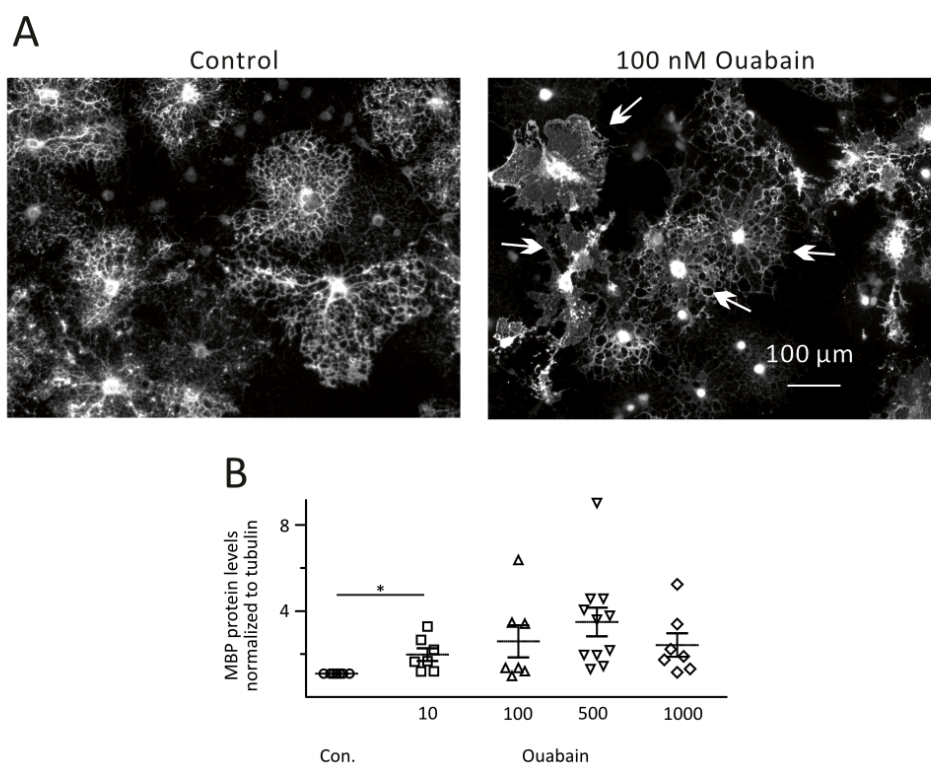 A
Control
100 nM Ouabain
100 μm
B
MBP protein levels
normalized to tubulin
8
4
*
10
100
500
1000
Con.
Ouabain